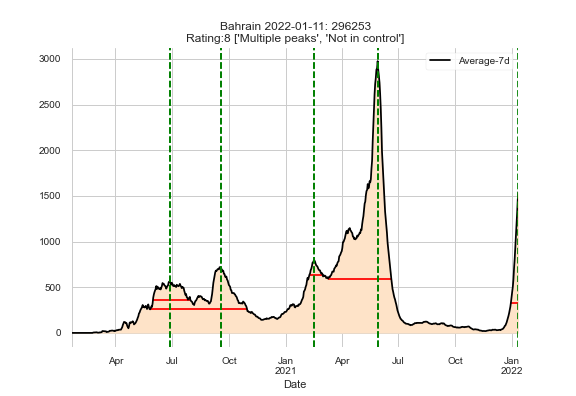 Bahrain 2022-01-11: 296253
Rating:8 ['Multiple peaks', 'Not in control']
Average-7d
3000
2500
2000
1500
1000
500
0
Apr Jul Oct Jan Apr Jul Oct Jan
2021 2022
Date